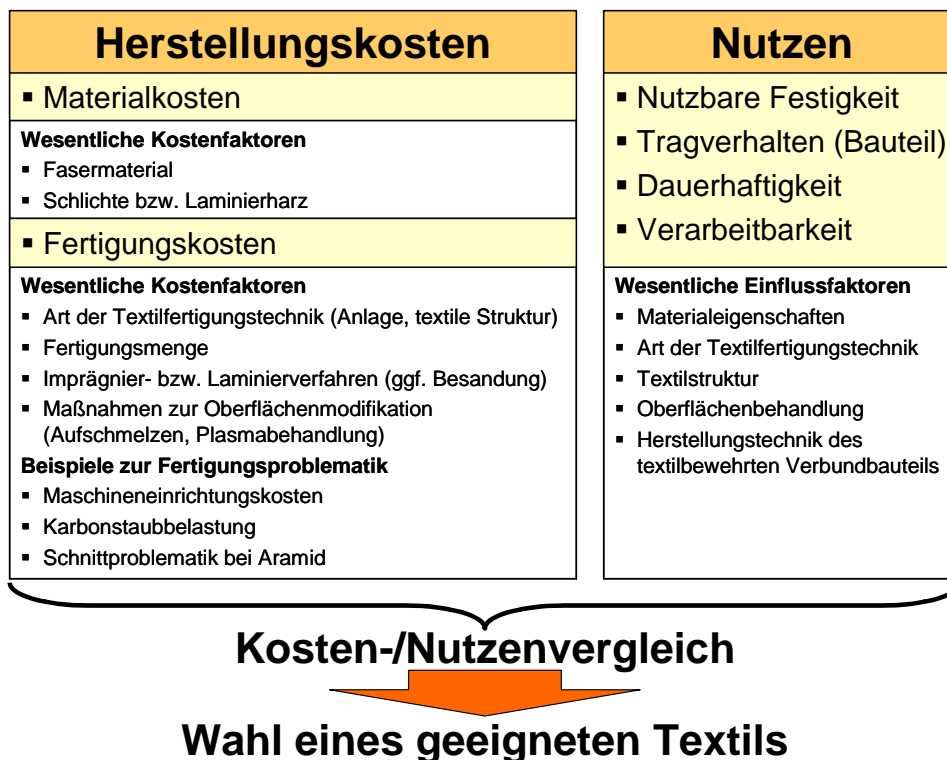 Herstellungskosten
▪ Materialkosten
Wesentliche Kostenfaktoren
▪ Fasermaterial
▪ Schlichte bzw. Laminierharz
▪ Fertigungskosten
Wesentliche Kostenfaktoren
▪ Art der Textilfertigungstechnik (Anlage, textile Struktur)
▪ Fertigungsmenge
▪ Imprägnier- bzw. Laminierverfahren (ggf. Besandung)
▪ Maßnahmen zur Oberflächenmodifikation
(Aufschmelzen, Plasmabehandlung)
Beispiele zur Fertigungsproblematik
▪ Maschineneinrichtungskosten
▪ Karbonstaubbelastung
▪ Schnittproblematik bei Aramid
Nutzen
▪ Nutzbare Festigkeit
▪ Tragverhalten (Bauteil)
▪ Dauerhaftigkeit
▪ Verarbeitbarkeit
Wesentliche Einflussfaktoren
▪ Materialeigenschaften
▪ Art der Textilfertigungstechnik
▪ Textilstruktur
▪ Oberflächenbehandlung
▪ Herstellungstechnik des
textilbewehrten Verbundbauteils
Kosten-/Nutzenvergleich
Wahl eines geeigneten Textils